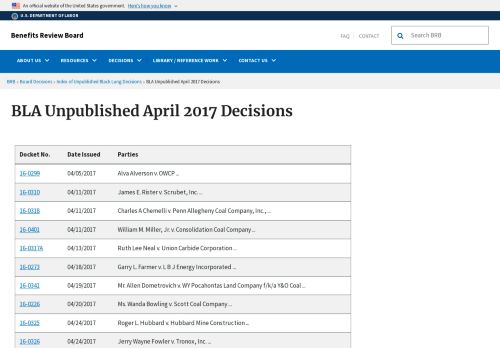 An official website of the United States government. Here's how you know
U.S. DEPARTMENT OF LABOR
Benefits Review Board
FAQ CONTACT
Search BRB
ABOUT US RESOURCES DECISIONS LIBRARY / REFERENCE WORK CONTACT US
BRB › Board Decisions › Index of Unpublished Black Lung Decisions › BLA Unpublished April 2017 Decisions
BLA Unpublished April 2017 Decisions
Docket No. Date Issued Parties
16-0299 04/05/2017 Alva Alverson v. OWCP ...
16-0310 04/11/2017 James E. Rister v. Scrubet, Inc. ...
16-0318 04/11/2017 Charles A Chemelli v. Penn Allegheny Coal Company, Inc., ...
16-0401 04/11/2017 William M. Miller, Jr. v. Consolidation Coal Company ...
16-0317A 04/13/2017 Ruth Lee Neal v. Union Carbide Corporation ...
16-0273 04/18/2017 Garry L. Farmer v. L B J Energy Incorporated ...
16-0341 04/19/2017 Mr. Allen Dometrovich v. WV Pocahontas Land Company f/k/a Y&O Coal ...
16-0226 04/20/2017 Ms. Wanda Bowling v. Scott Coal Company ...
16-0325 04/24/2017 Roger L. Hubbard v. Hubbard Mine Construction ...
16-0326 04/24/2017 Jerry Wayne Fowler v. Tronox, Inc. ...